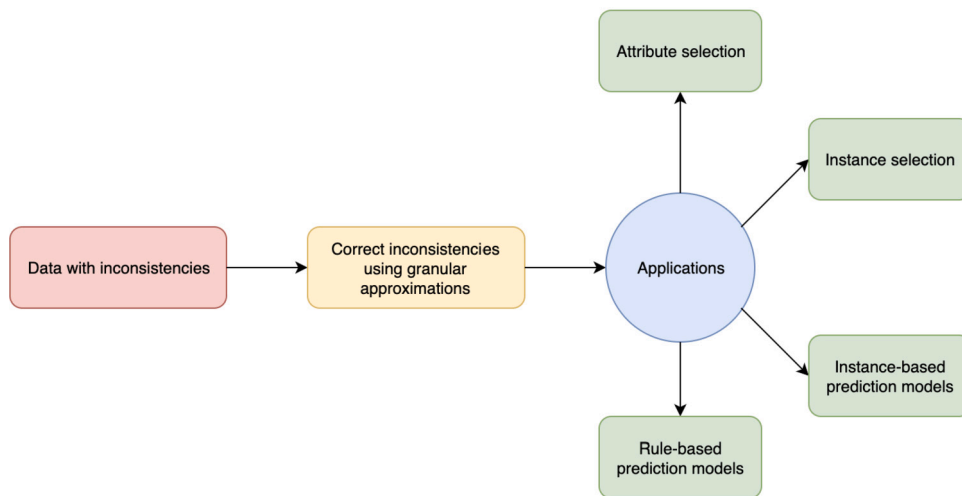 Attribute selection
Instance selection
Data with inconsistencies
Correct inconsistencies
using granular
approximations
Applications
Instance-based
prediction models
Rule-based
prediction models